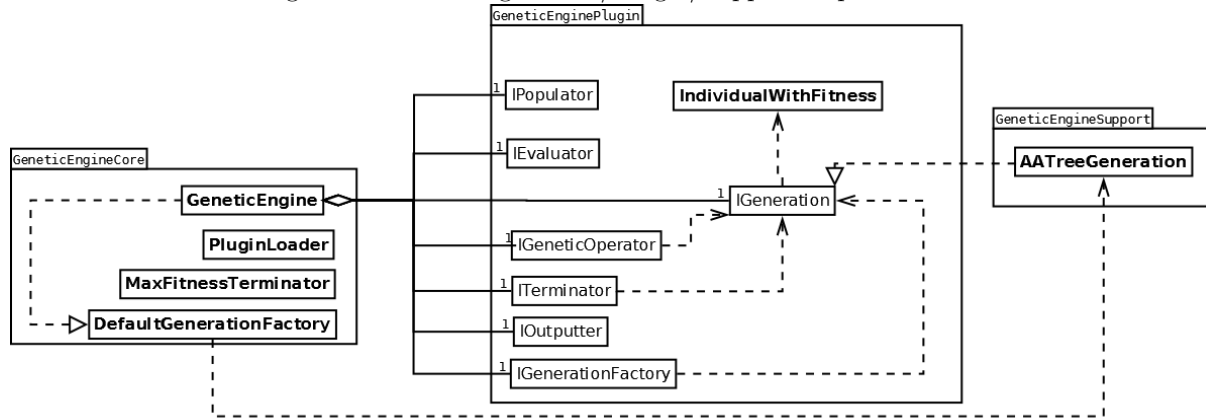 GeneticEnginePlugin
1 IPopulator
IndividualWithFitness
GeneticEngineSupport
1 IEvaluator
AATreeGeneration
GeneticEngineCore
GeneticEngine
1 IGeneration
PluginLoader
1 IGeneticOperator
MaxFitnessTerminator
1 ITerminator
DefaultGenerationFactory
1 IOutputter
1 IGenerationFactory